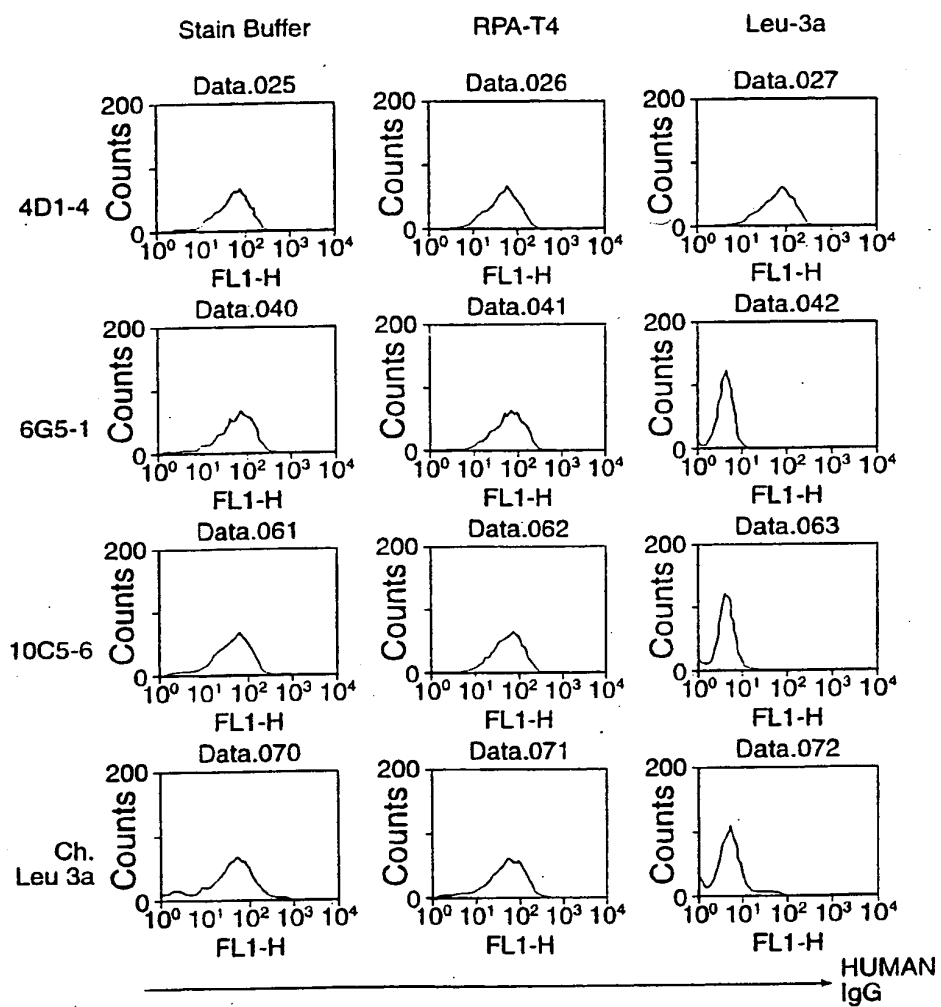 Stain Buffer RPA-T4 Leu-3a
Data.025 Data.026 Data.027
4D1-4
200 200 200
Counts Counts Counts
0 0 0
10⁰ 10¹ 10² 10³ 10⁴ 10⁰ 10¹ 10² 10³ 10⁴ 10⁰ 10¹ 10² 10³ 10⁴
FL1-H FL1-H FL1-H
Data.040 Data.041 Data.042
6G5-1
200 200 200
Counts Counts Counts
0 0 0
10⁰ 10¹ 10² 10³ 10⁴ 10⁰ 10¹ 10² 10³ 10⁴ 10⁰ 10¹ 10² 10³ 10⁴
FL1-H FL1-H FL1-H
Data.061 Data.062 Data.063
10C5-6
200 200 200
Counts Counts Counts
0 0 0
10⁰ 10¹ 10² 10³ 10⁴ 10⁰ 10¹ 10² 10³ 10⁴ 10⁰ 10¹ 10² 10³ 10⁴
FL1-H FL1-H FL1-H
Data.070 Data.071 Data.072
Ch.
Leu 3a
200 200 200
Counts Counts Counts
0 0 0
10⁰ 10¹ 10² 10³ 10⁴ 10⁰ 10¹ 10² 10³ 10⁴ 10⁰ 10¹ 10² 10³ 10⁴
FL1-H FL1-H FL1-H
HUMAN
IgG